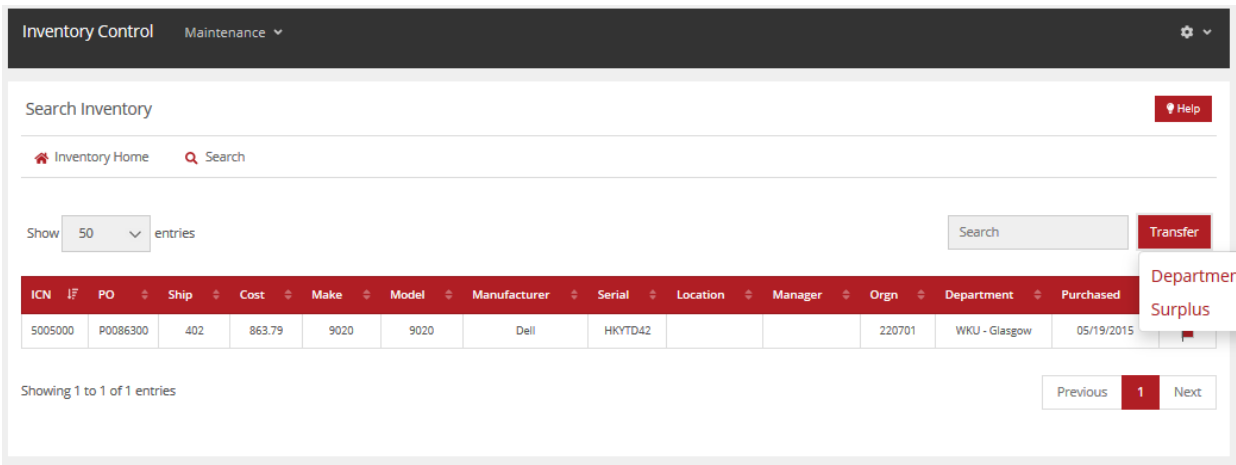 Inventory Control Maintenance
Search Inventory Help
Inventory Home Search
Show 50 entries Search Transfer
Departmen
Surplus
ICN PO Ship Cost Make Model Manufacturer Serial Location Manager Orgn Department Purchased
5005000 P0086300 402 863.79 9020 9020 Dell HKYTD42 220701 WKU - Glasgow 05/19/2015
Showing 1 to 1 of 1 entries Previous 1 Next